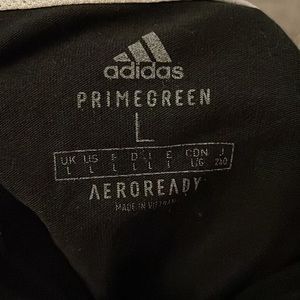 adidas
PRIMEGREEN
L
UK US F D I E CDN J
L L L L L L L/G 2XO
AEROREADY
MADE IN VIETNAM